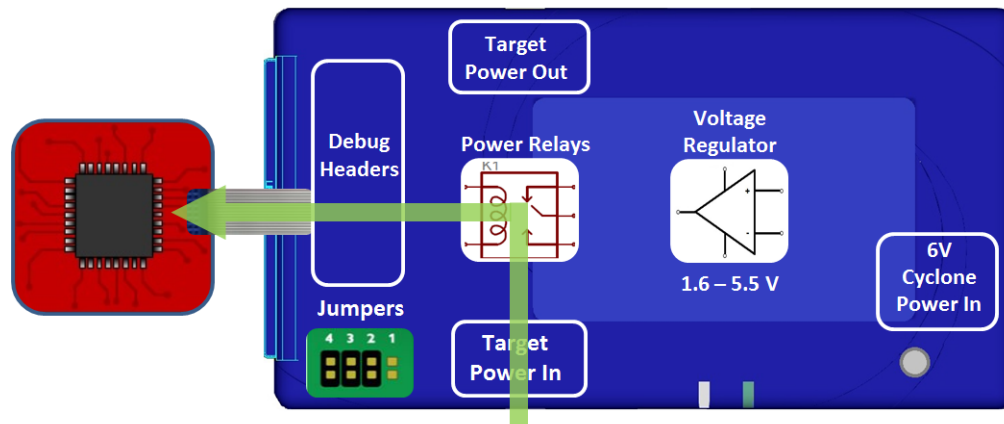 Target
Power Out
Debug
Headers
Power Relays
K1
Voltage
Regulator
+
-
1.6 – 5.5 V
6V
Cyclone
Power In
Jumpers
4 3 2 1
Target
Power In